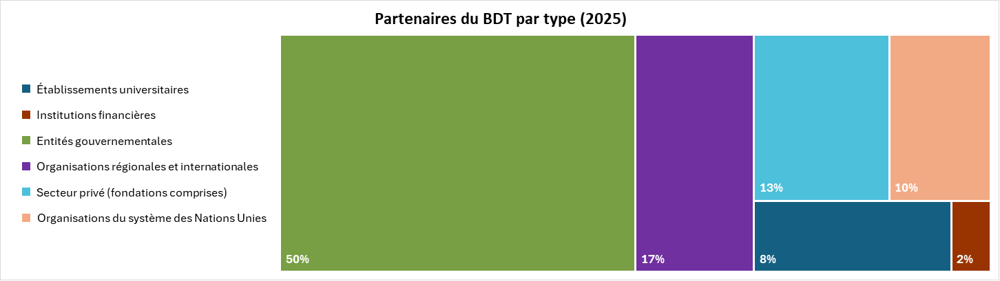 Partenaires du BDT par type (2025)
Établissements universitaires
Institutions financières
Entités gouvernementales
Organisations régionales et internationales
Secteur privé (fondations comprises)
Organisations du système des Nations Unies
50%
17%
13%
10%
8%
2%